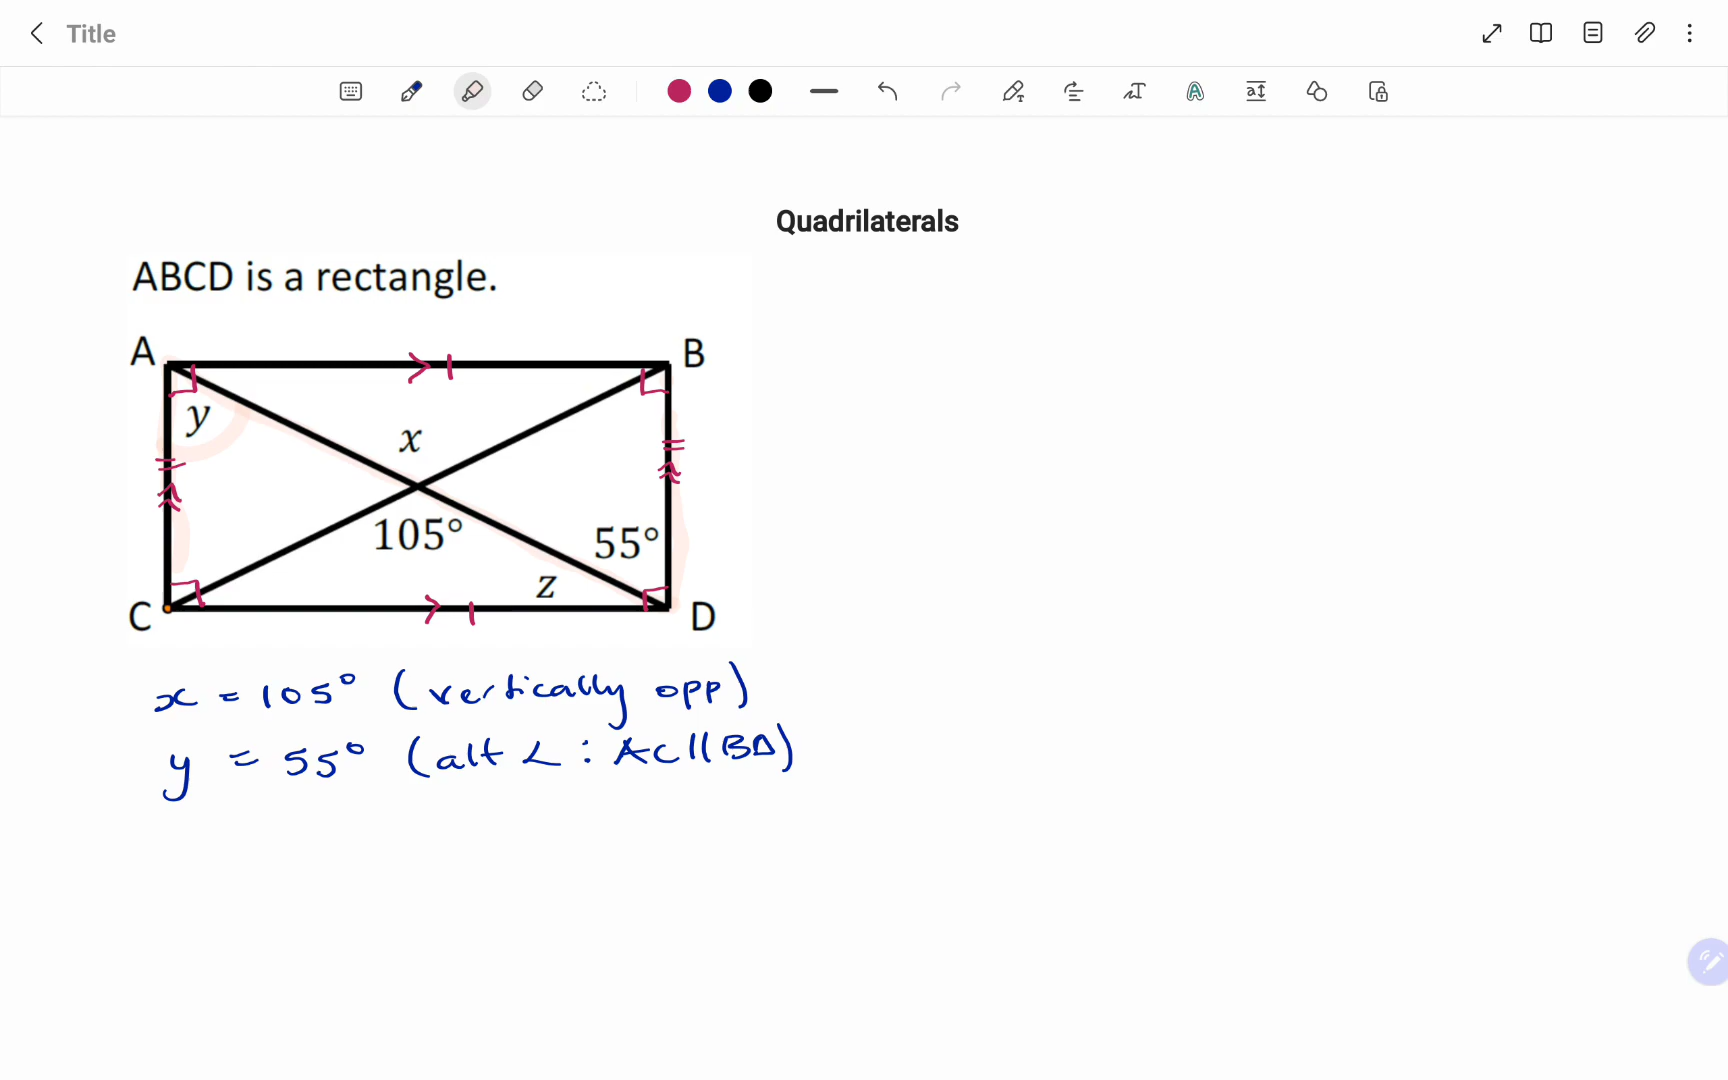 Title
Quadrilaterals
ABCD is a rectangle.
A
B
y
x
105°
55°
z
C
D
x = 105° (vertically opp)
y = 55° (alt ∠ : AC || BD)